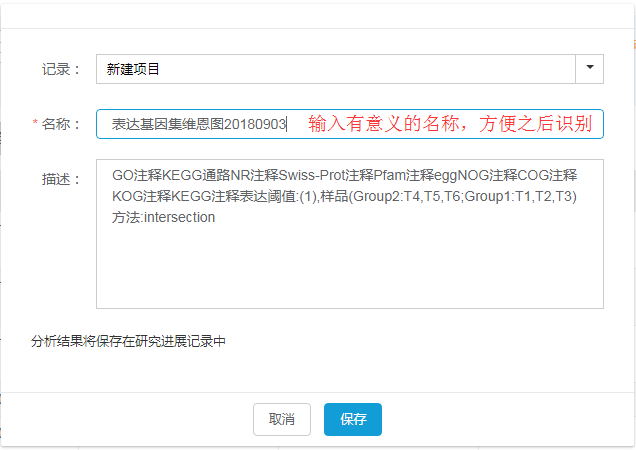 记录： 新建项目
* 名称： 表达基因集维恩图20180903 输入有意义的名称，方便之后识别
描述： GO注释KEGG通路NR注释Swiss-Prot注释Pfam注释eggNOG注释COG注释
KOG注释KEGG注释表达阈值:(1),样品(Group2:T4,T5,T6;Group1:T1,T2,T3)
方法:intersection
分析结果将保存在研究进展记录中
取消 保存